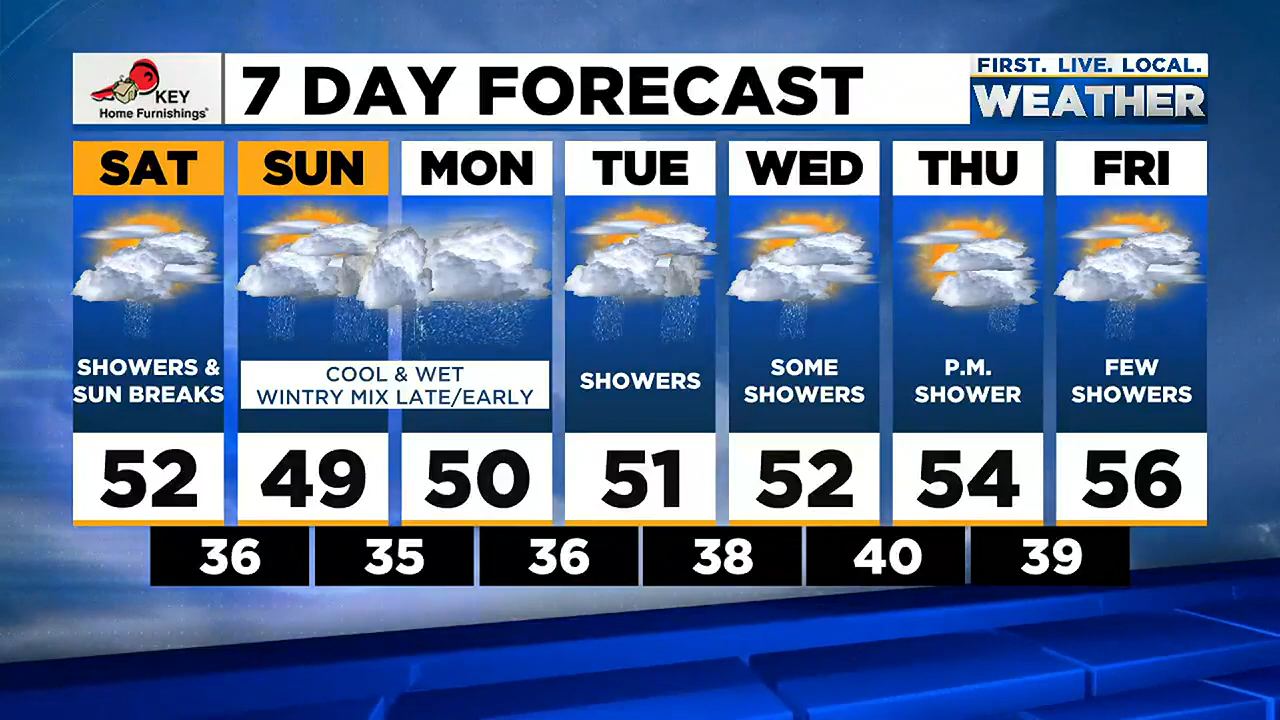 KEY
Home Furnishings
7 DAY FORECAST
FIRST. LIVE. LOCAL.
WEATHER
SAT
SUN
MON
TUE
WED
THU
FRI
SHOWERS &
SUN BREAKS
COOL & WET
WINTRY MIX LATE/EARLY
SHOWERS
SOME
SHOWERS
P.M.
SHOWER
FEW
SHOWERS
52
49
50
51
52
54
56
36
35
36
38
40
39